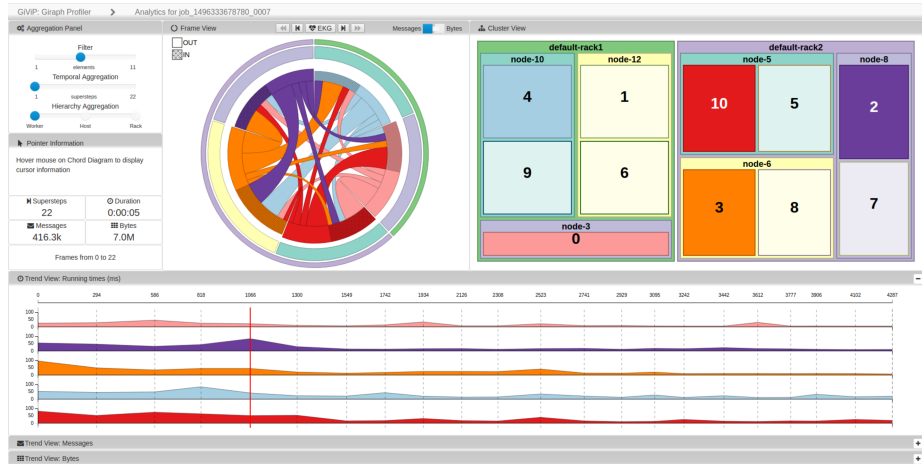 GiViP: Giraph Profiler > Analytics for job_1496333678780_0007
Aggregation Panel
Filter
1 elements 11
Temporal Aggregation
1 supersteps 22
Hierarchy Aggregation
Worker Host Rack
Pointer Information
Hover mouse on Chord Diagram to display
cursor information
Supersteps Duration
22 0:00:05
Messages Bytes
416.3k 7.0M
Frames from 0 to 22
Frame View EKG Messages Bytes
OUT
IN
Cluster View
default-rack1 default-rack2
node-10 node-12 node-5 node-8
4 1 10 5 2
9 6
node-6
3 8 7
node-3
0
Trend View: Running times (ms)
0 294 586 818 1066 1300 1549 1742 1934 2126 2308 2523 2741 2929 3095 3242 3442 3612 3777 3906 4102 4287
100
50
0
100
50
0
100
50
0
100
50
0
100
50
0
Trend View: Messages
Trend View: Bytes